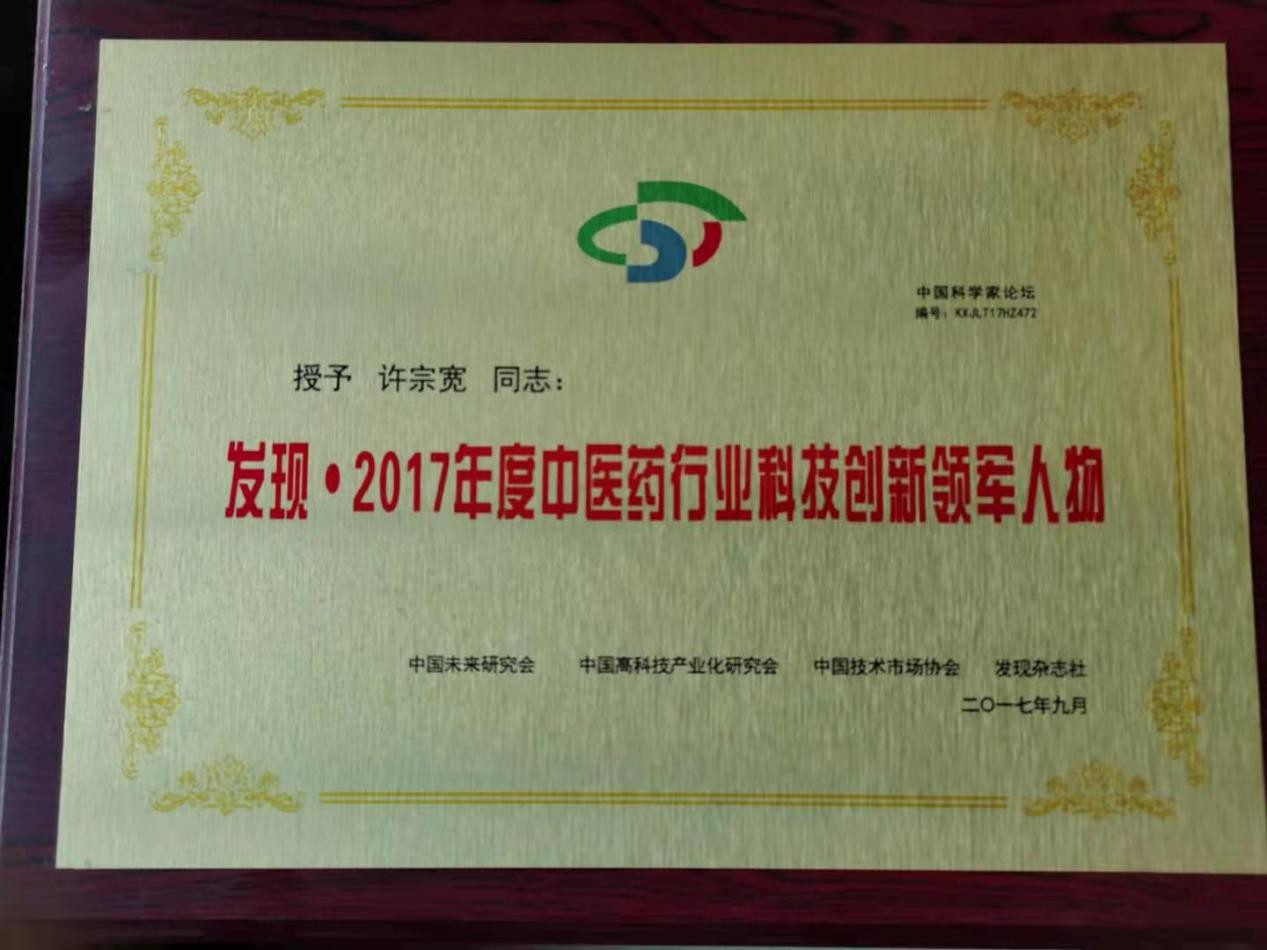 中国科学家论坛
编号：KXJLT17HZ472
授予 许宗宽 同志：
发现·2017年度中医药行业科技创新领军人物
中国未来研究会 中国高科技产业化研究会 中国技术市场协会 发现杂志社
二〇一七年九月